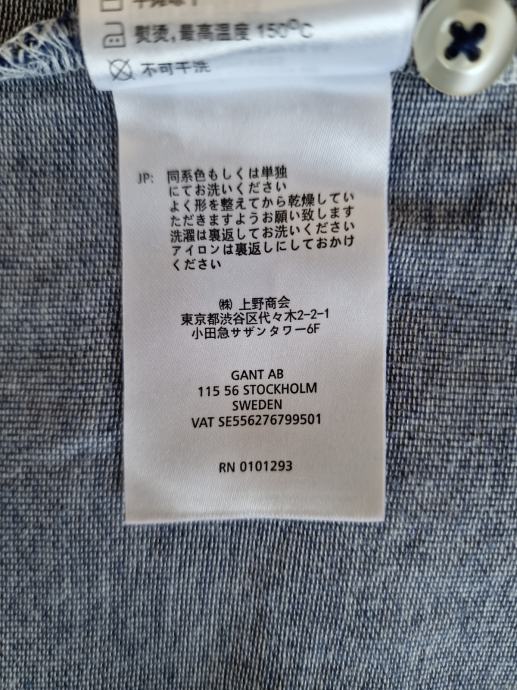 熨烫,最高温度 150°C
不可干洗
JP: 同系色もしくは単独
にてお洗いください
よく形を整えてから乾燥してい
ただきますようお願い致します
洗濯は裏返してお洗いください
アイロンは裏返しにしておかけ
ください
㈱ 上野商会
東京都渋谷区代々木2-2-1
小田急サザンタワー6F
GANT AB
115 56 STOCKHOLM
SWEDEN
VAT SE556276799501
RN 0101293